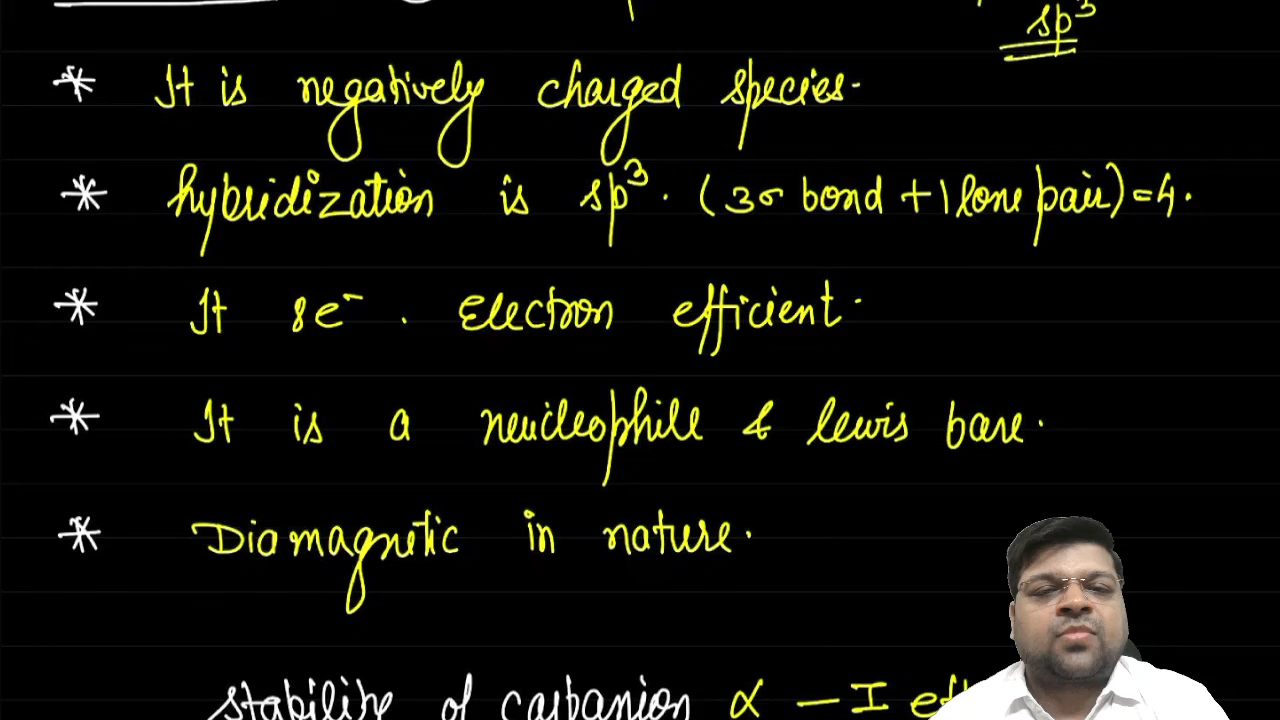 sp³
* It is negatively charged species.
* hybridization is sp³. (3σ bond + 1 lone pair) = 4.
* It 8e⁻. Electron efficient.
* It is a neucleophile & lewis base.
* Diamagnetic in nature.
stability of carbanion ∝ - I